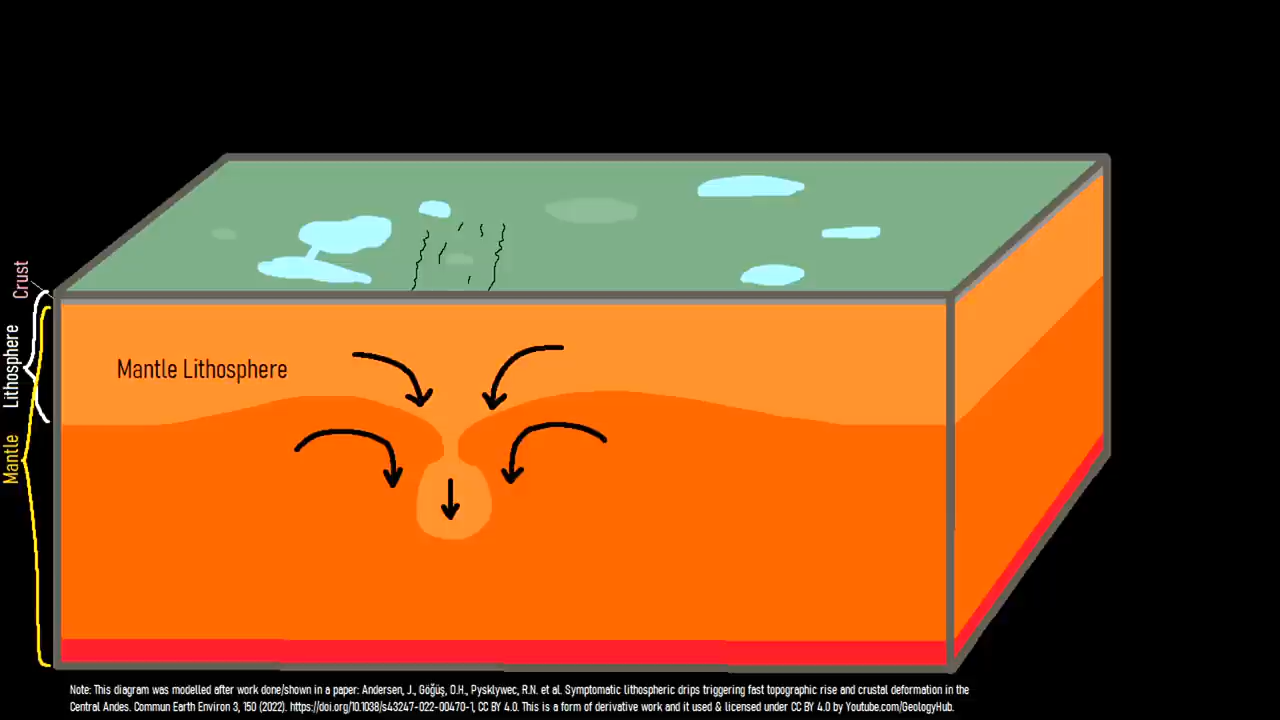 Crust
Lithosphere
Mantle
Mantle Lithosphere
Note: This diagram was modelled after work done/shown in a paper: Andersen, J., Göğüş, O.H., Pysklywec, R.N. et al. Symptomatic lithospheric drips triggering fast topographic rise and crustal deformation in the
Central Andes. Commun Earth Environ 3, 150 (2022). https://doi.org/10.1038/s43247-022-00470-1, CC BY 4.0. This is a form of derivative work and it used & licensed under CC BY 4.0 by Youtube.com/GeologyHub.